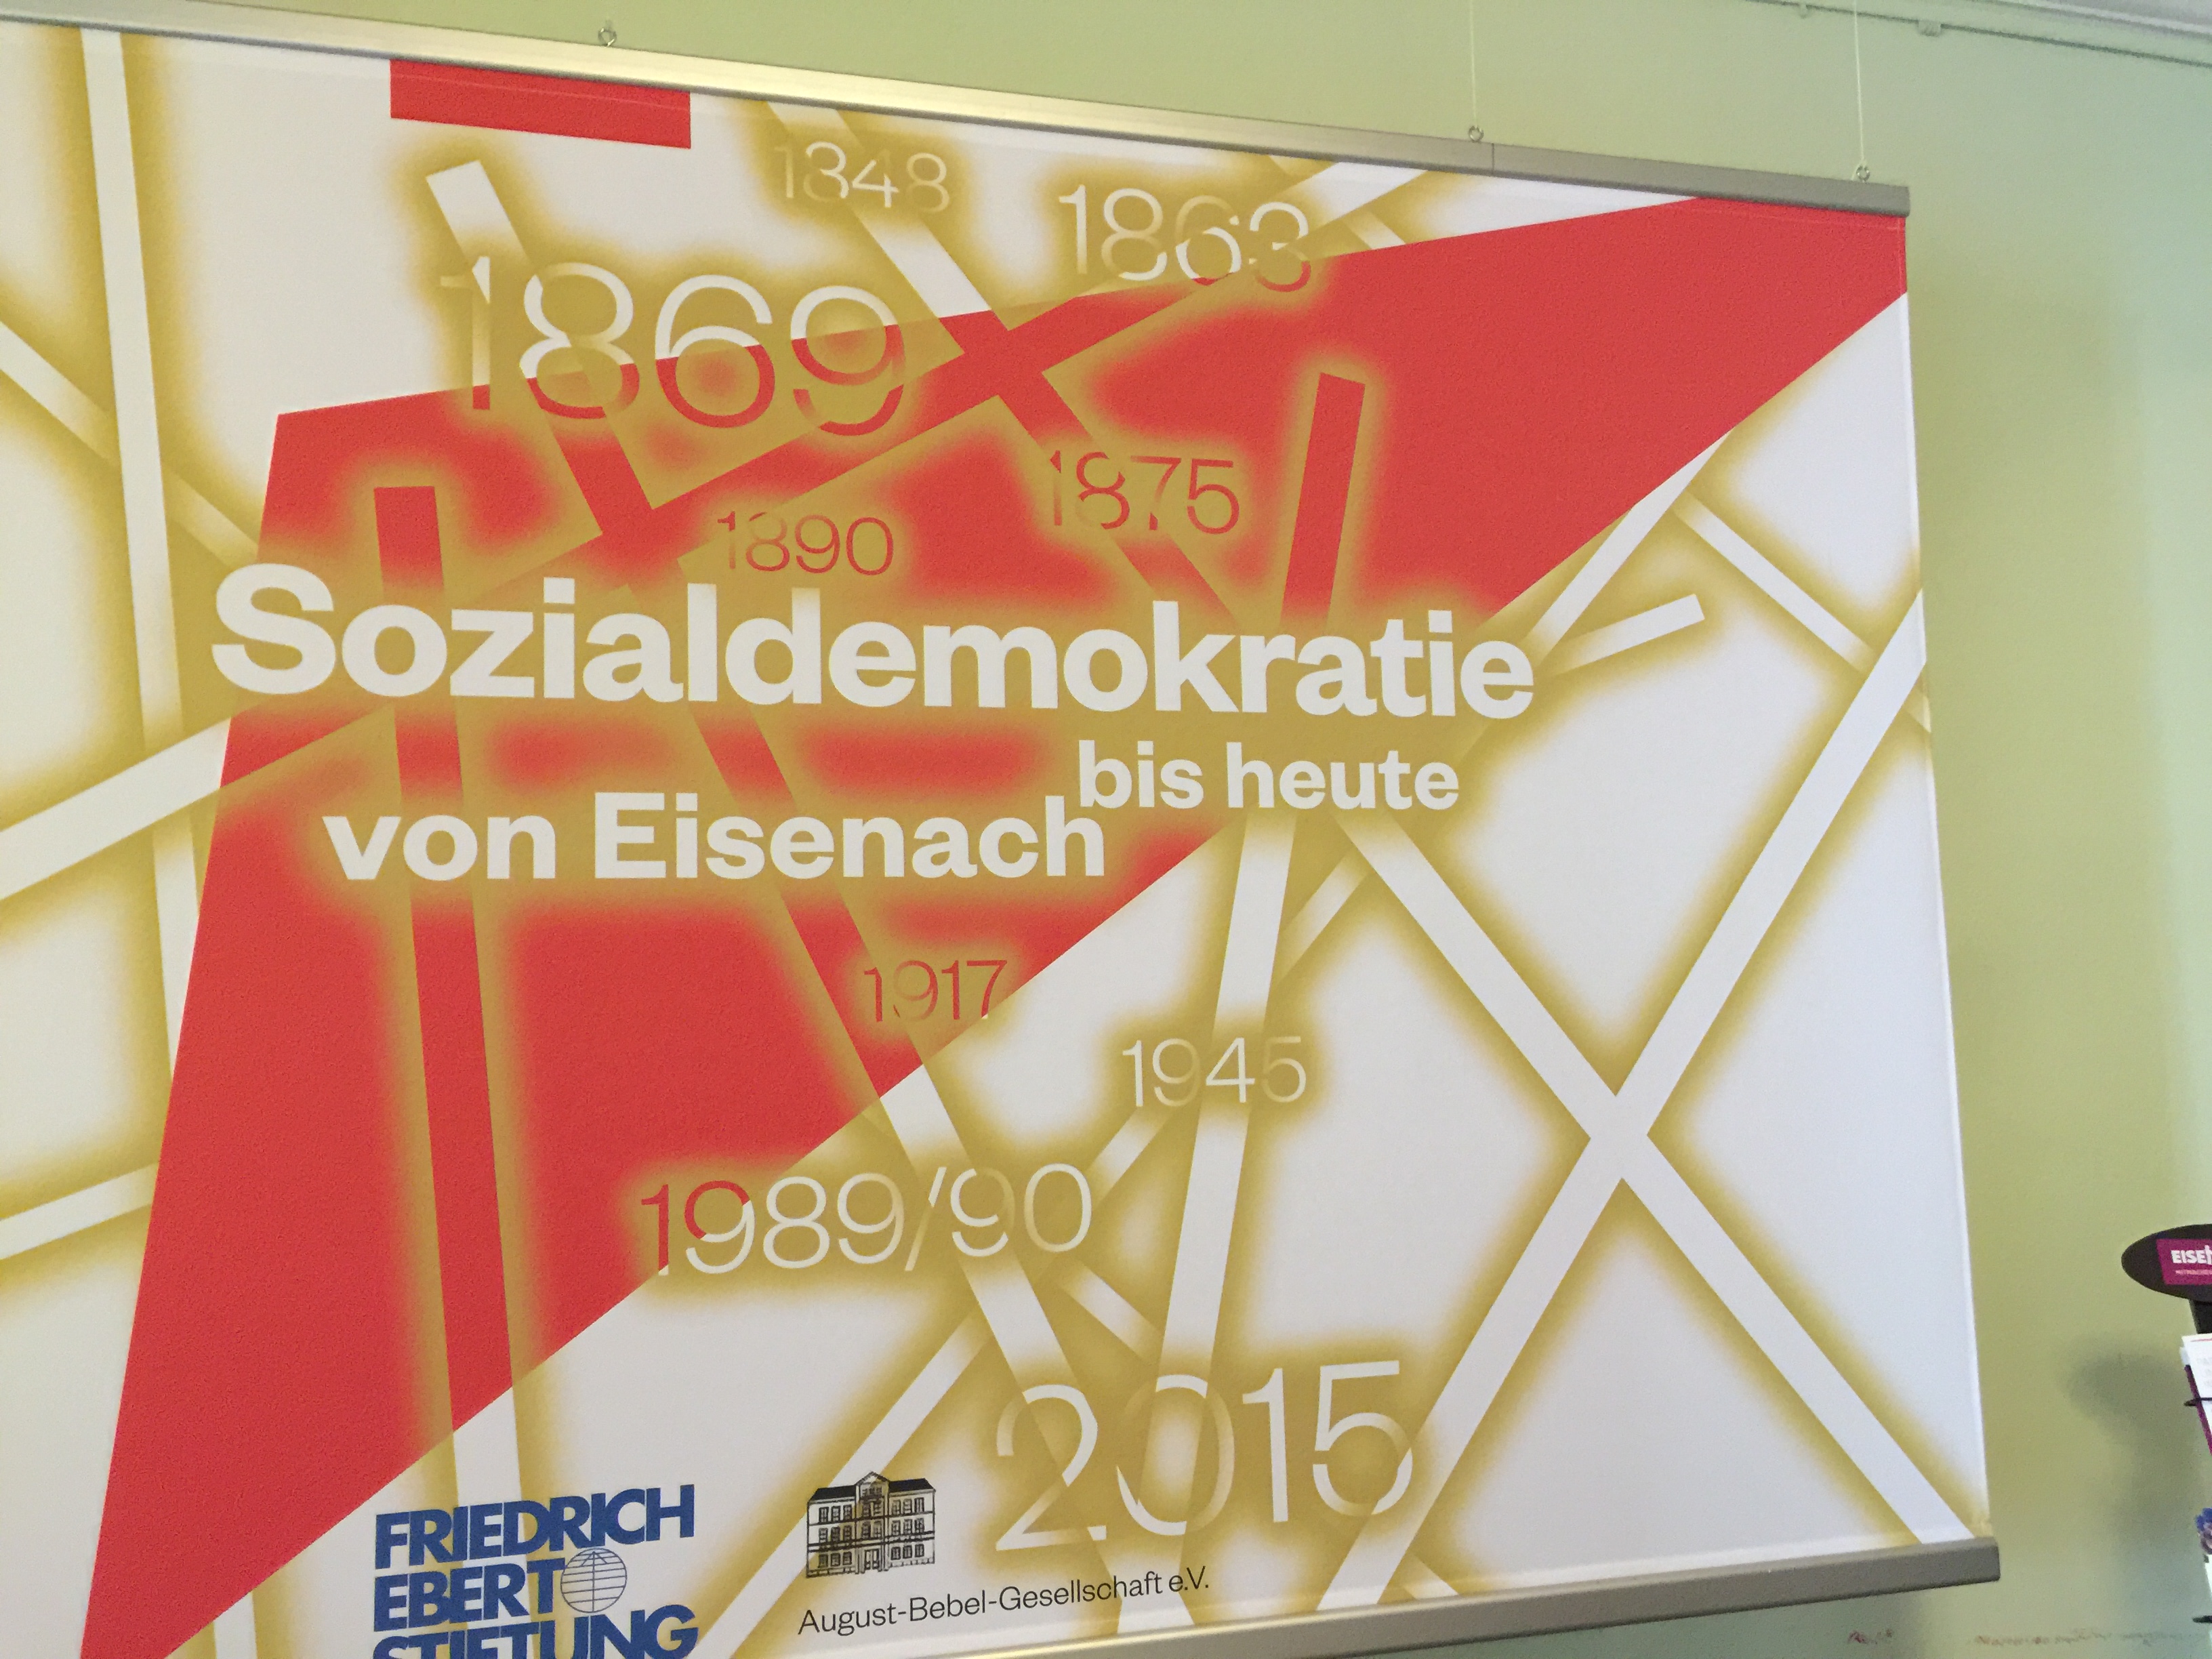 1848
1863
1869
1875
1890
Sozialdemokratie
bis heute
von Eisenach
1917
1945
1989/90
2015
FRIEDRICH
EBERT
STIFTUNG
August-Bebel-Gesellschaft e.V.